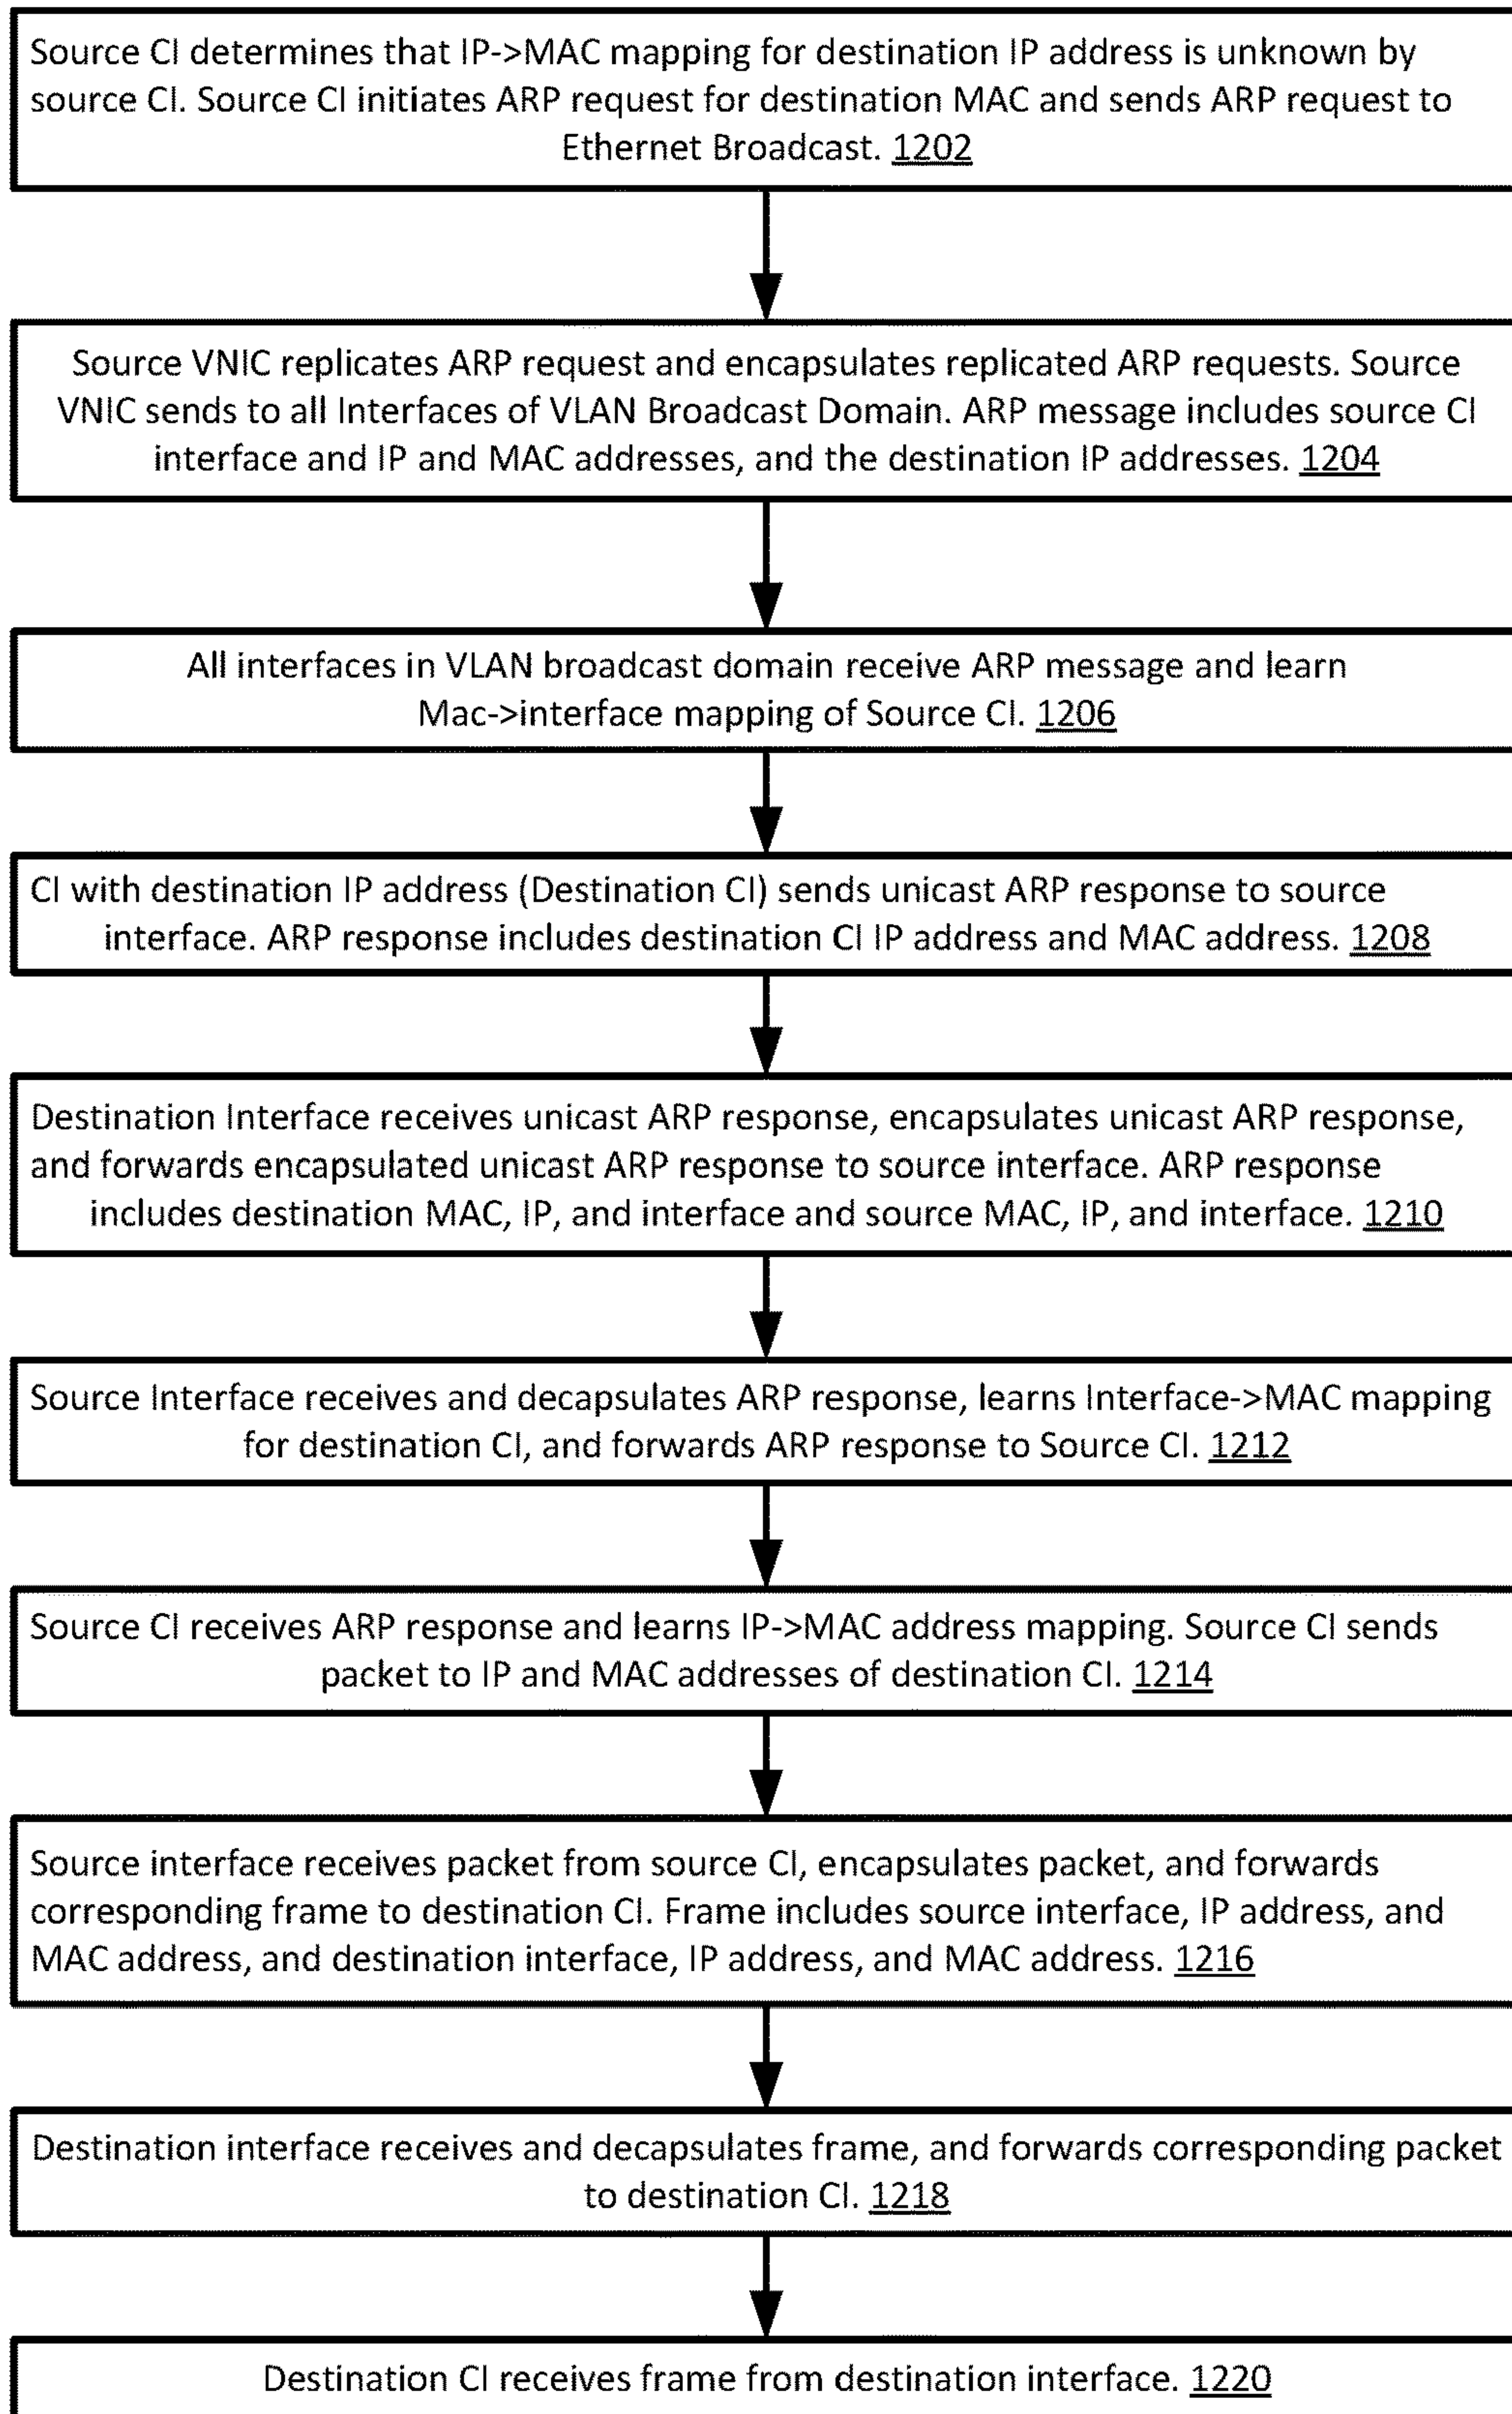 Source CI determines that IP->MAC mapping for destination IP address is unknown by
source CI. Source CI initiates ARP request for destination MAC and sends ARP request to
Ethernet Broadcast. 1202
Source VNIC replicates ARP request and encapsulates replicated ARP requests. Source
VNIC sends to all Interfaces of VLAN Broadcast Domain. ARP message includes source CI
interface and IP and MAC addresses, and the destination IP addresses. 1204
All interfaces in VLAN broadcast domain receive ARP message and learn
Mac->interface mapping of Source CI. 1206
CI with destination IP address (Destination CI) sends unicast ARP response to source
interface. ARP response includes destination CI IP address and MAC address. 1208
Destination Interface receives unicast ARP response, encapsulates unicast ARP response,
and forwards encapsulated unicast ARP response to source interface. ARP response
includes destination MAC, IP, and interface and source MAC, IP, and interface. 1210
Source Interface receives and decapsulates ARP response, learns Interface->MAC mapping
for destination CI, and forwards ARP response to Source CI. 1212
Source CI receives ARP response and learns IP->MAC address mapping. Source CI sends
packet to IP and MAC addresses of destination CI. 1214
Source interface receives packet from source CI, encapsulates packet, and forwards
corresponding frame to destination CI. Frame includes source interface, IP address, and
MAC address, and destination interface, IP address, and MAC address. 1216
Destination interface receives and decapsulates frame, and forwards corresponding packet
to destination CI. 1218
Destination CI receives frame from destination interface. 1220